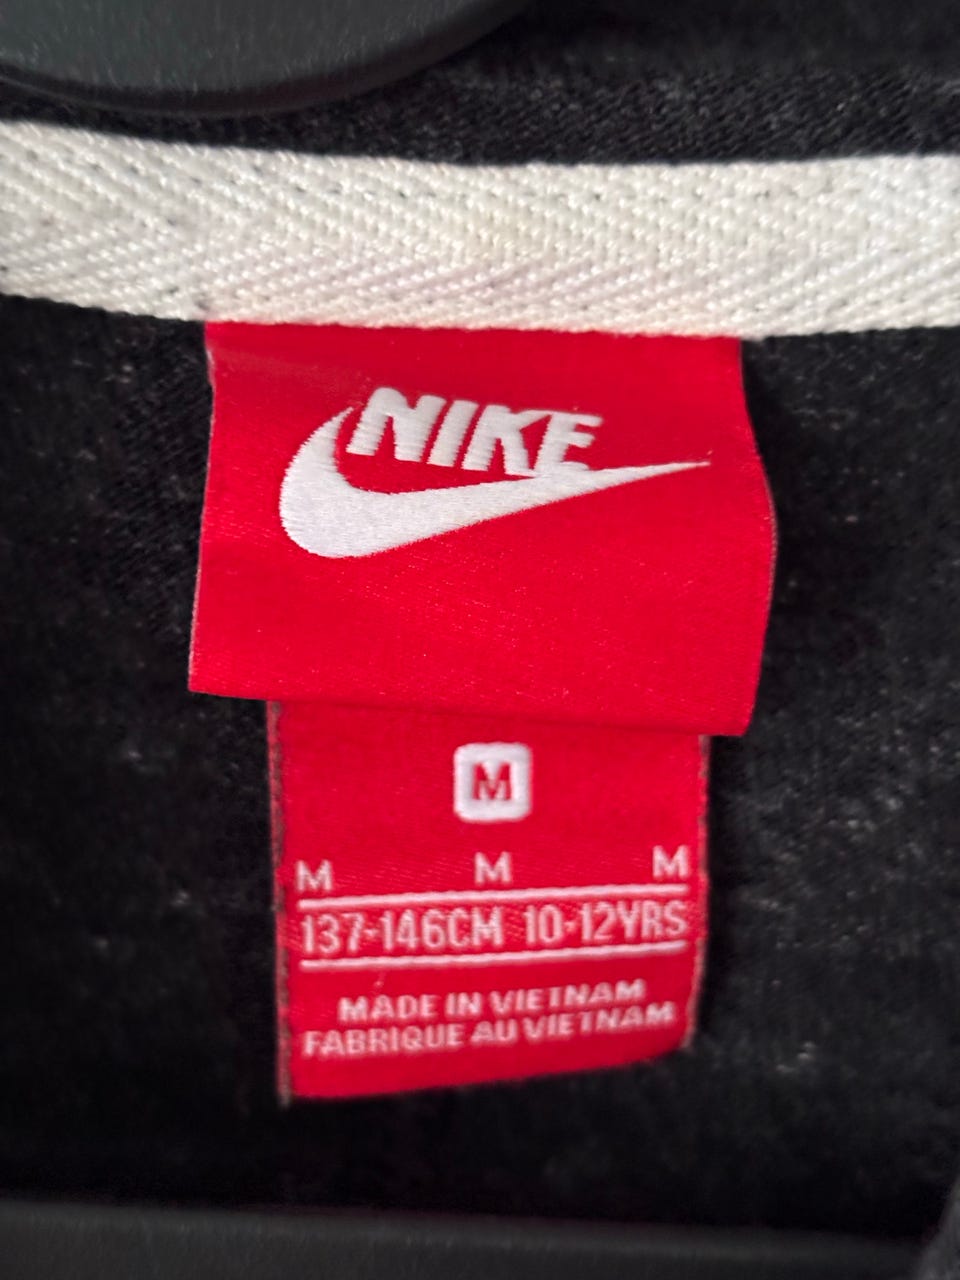 NIKE
M
M M M
137-146CM 10-12YRS
MADE IN VIETNAM
FABRIQUE AU VIETNAM